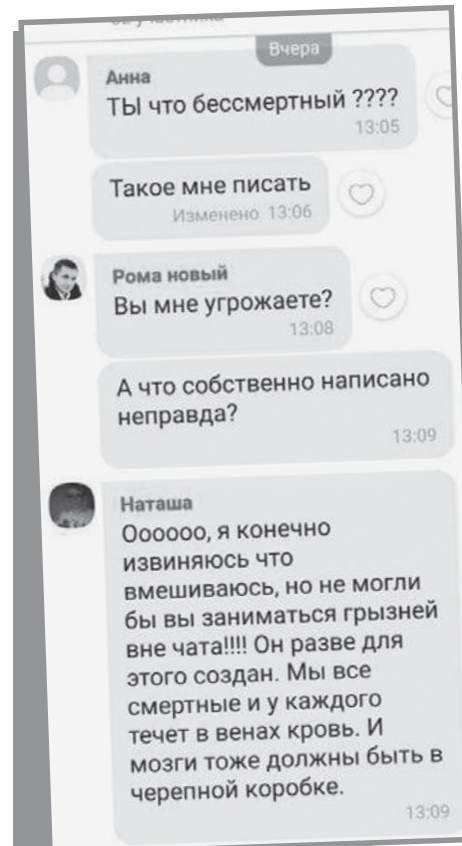 Вчера
Анна
ТЫ что бессмертный ????
13:05
Такое мне писать
Изменено 13:06
Рома новый
Вы мне угрожаете?
13:08
А что собственно написано
неправда?
13:09
Наташа
Оооооо, я конечно
извиняюсь что
вмешиваюсь, но не могли
бы вы заниматься грызней
вне чата!!!! Он разве для
этого создан. Мы все
смертные и у каждого
течет в венах кровь. И
мозги тоже должны быть в
черепной коробке.
13:09